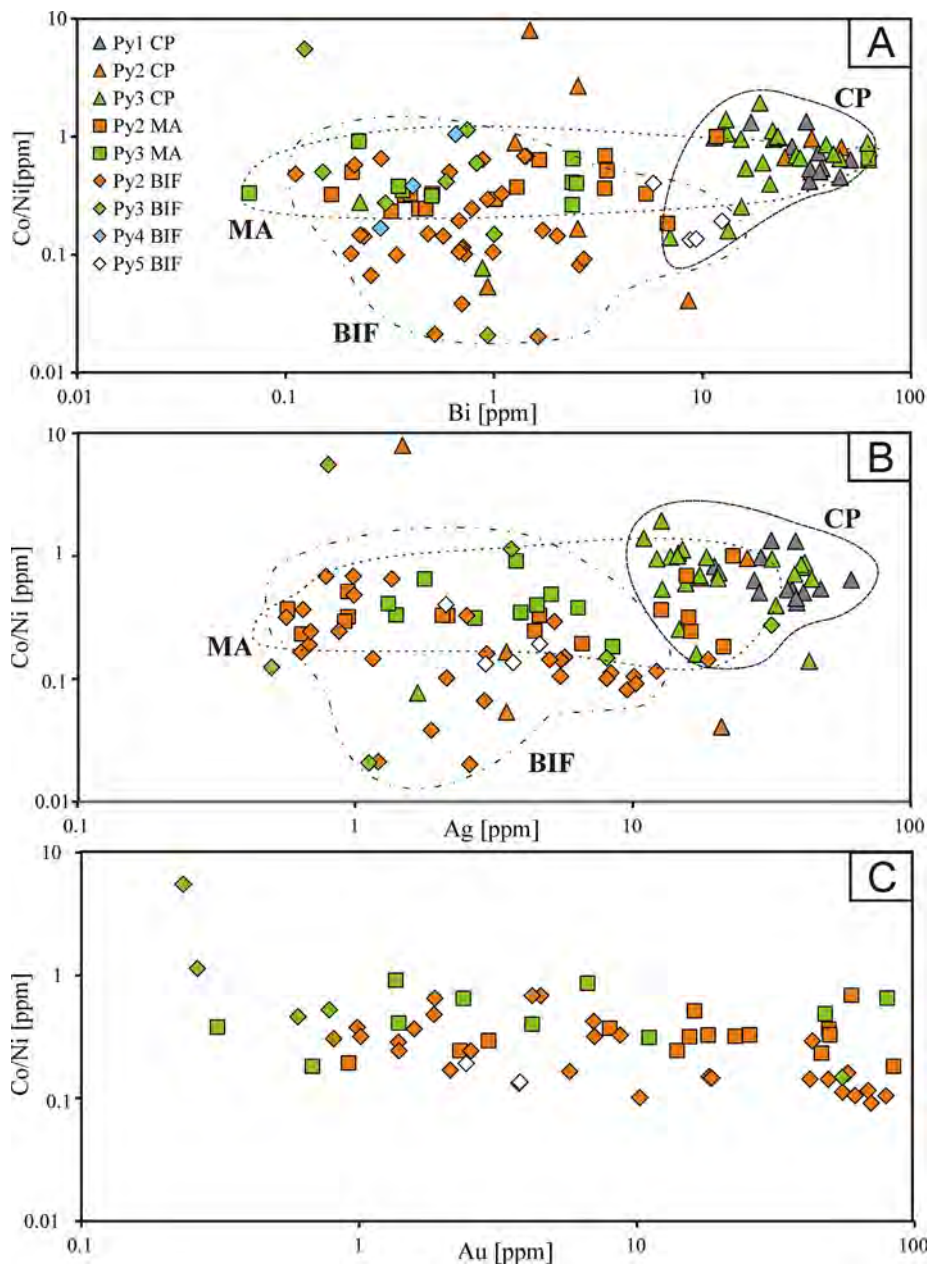 10
A
Py1 CP
Py2 CP
Py3 CP
Py2 MA
Py3 MA
Py2 BIF
Py3 BIF
Py4 BIF
Py5 BIF
CP
1
Co/Ni[ppm]
MA
0.1
BIF
0.01
0.01
0.1
1
10
100
Bi [ppm]
10
B
CP
1
Co/Ni [ppm]
MA
0.1
BIF
0.01
0.1
1
10
100
Ag [ppm]
10
C
1
Co/Ni [ppm]
0.1
0.01
0.1
1
10
100
Au [ppm]